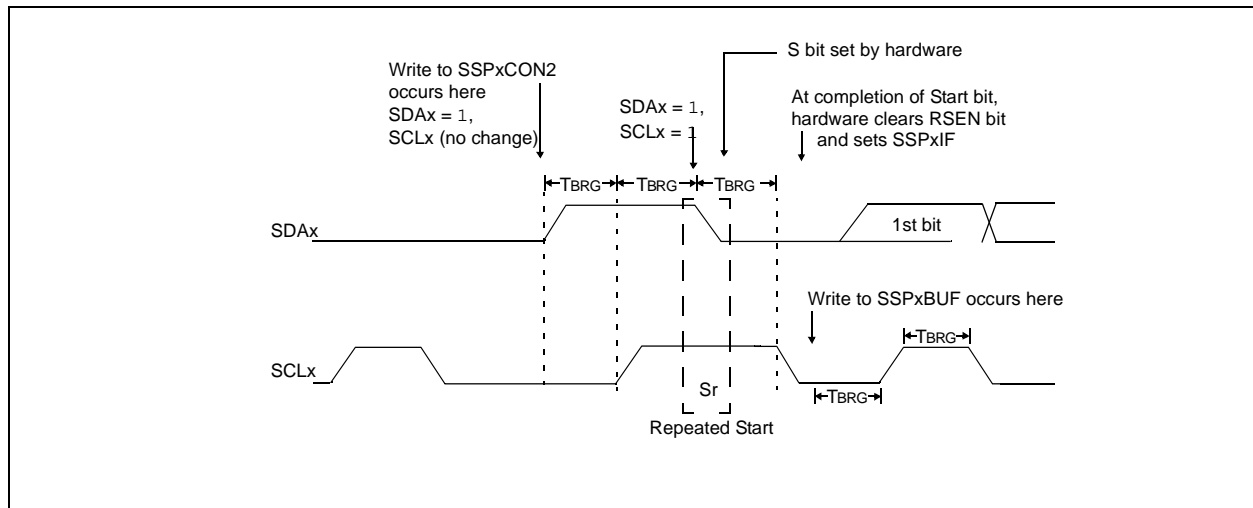 S bit set by hardware
Write to SSPxCON2
occurs here
SDAx = 1,
SCLx (no change)
SDAx = 1,
SCLx = 1
At completion of Start bit,
hardware clears RSEN bit
and sets SSPxIF
TBRG TBRG TBRG
SDAx
1st bit
Write to SSPxBUF occurs here
TBRG
SCLx
Sr
TBRG
Repeated Start